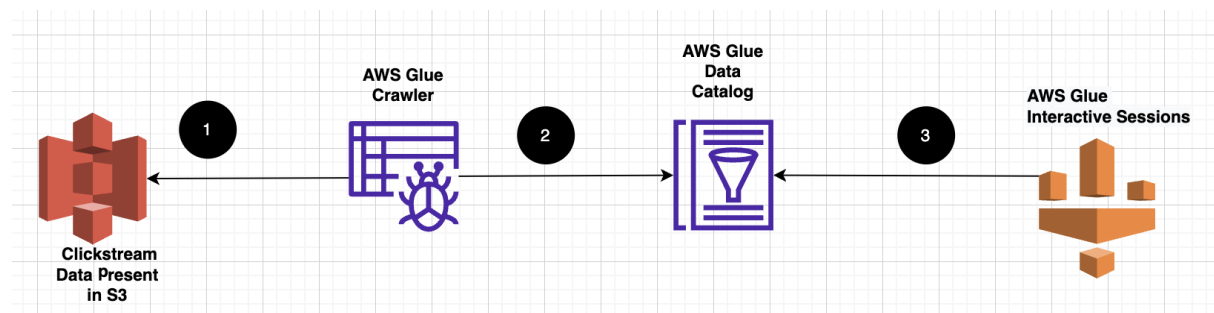 AWS Glue
Data
Catalog
AWS Glue
Crawler
AWS Glue
Interactive Sessions
1
2
3
Clickstream
Data Present
in S3